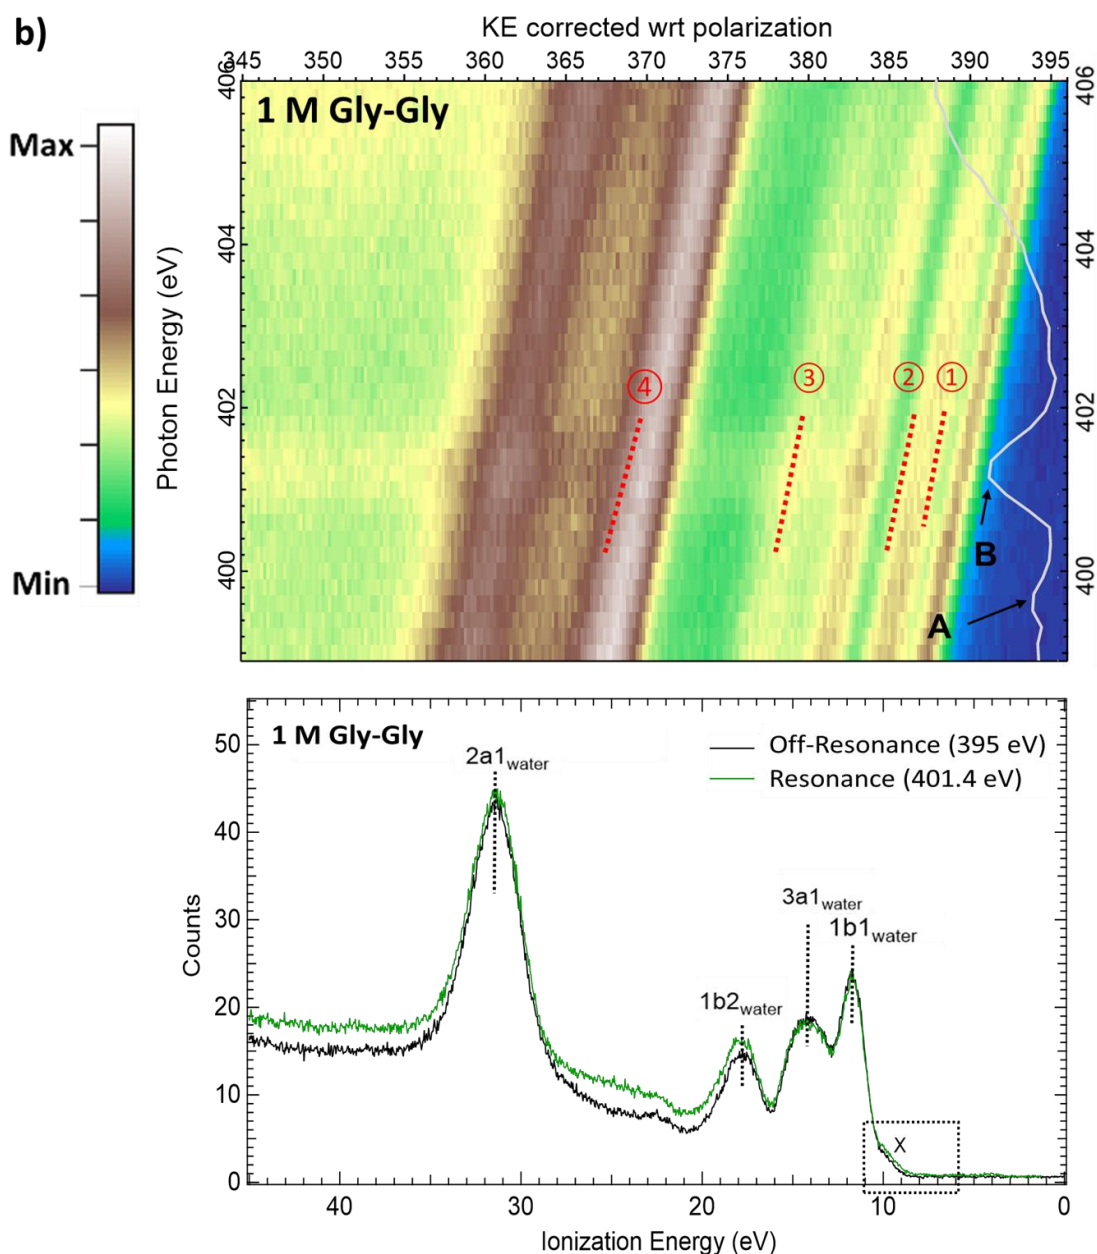 b)
KE corrected wrt polarization
345 350 355 360 365 370 375 380 385 390 395
406 404 402 400
Photon Energy (eV)
Max
Min
1 M Gly-Gly
④ ③ ② ①
B
A
406 404 402 400
1 M Gly-Gly
Off-Resonance (395 eV)
Resonance (401.4 eV)
2a1water
3a1water
1b1water
1b2water
X
Counts
50
40
30
20
10
0
40 30 20 10 0
Ionization Energy (eV)